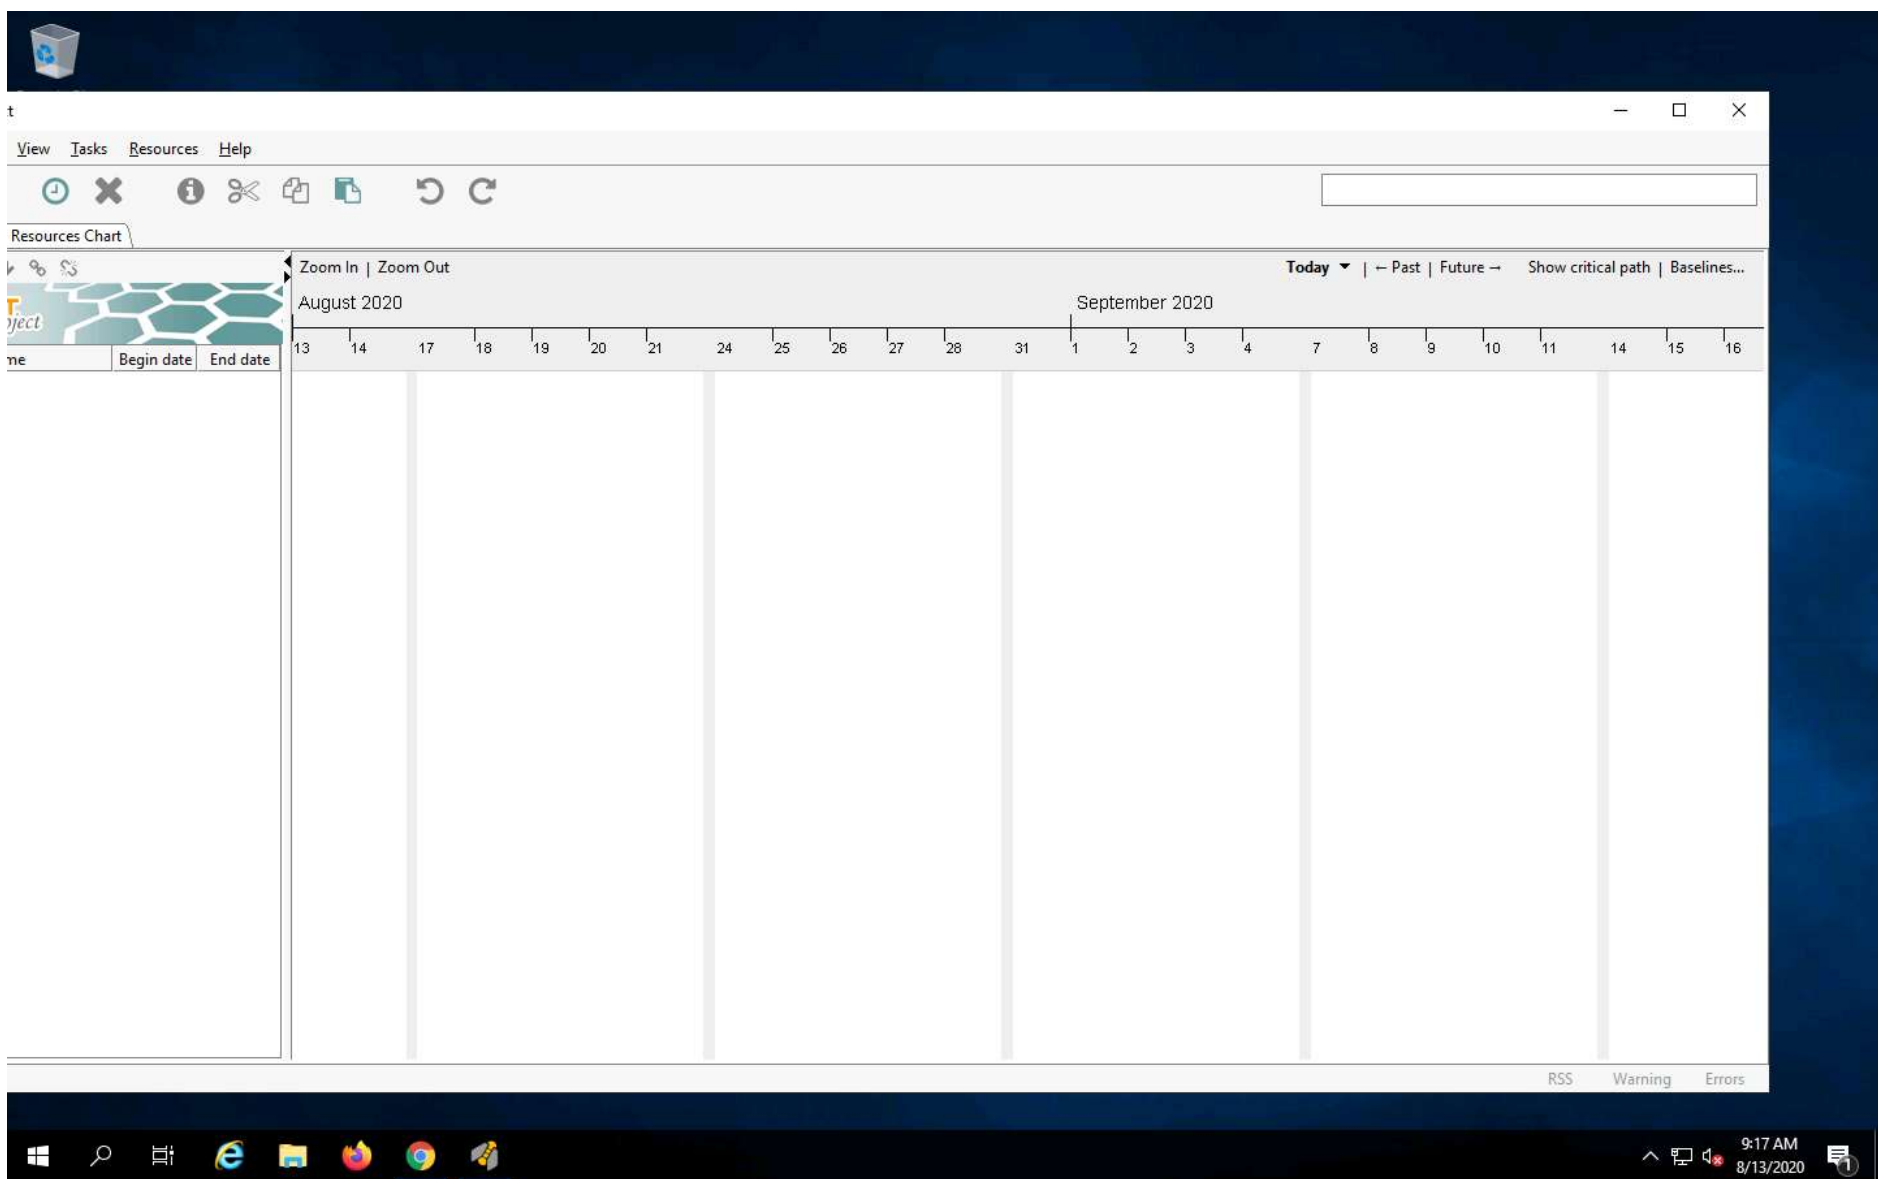 t
View Tasks Resources Help
Resources Chart
Zoom In | Zoom Out Today ▼ | ← Past | Future → Show critical path | Baselines...
August 2020 September 2020
T
oject
me Begin date End date
13 14 17 18 19 20 21 24 25 26 27 28 31 1 2 3 4 7 8 9 10 11 14 15 16
RSS Warning Errors
9:17 AM
8/13/2020
1